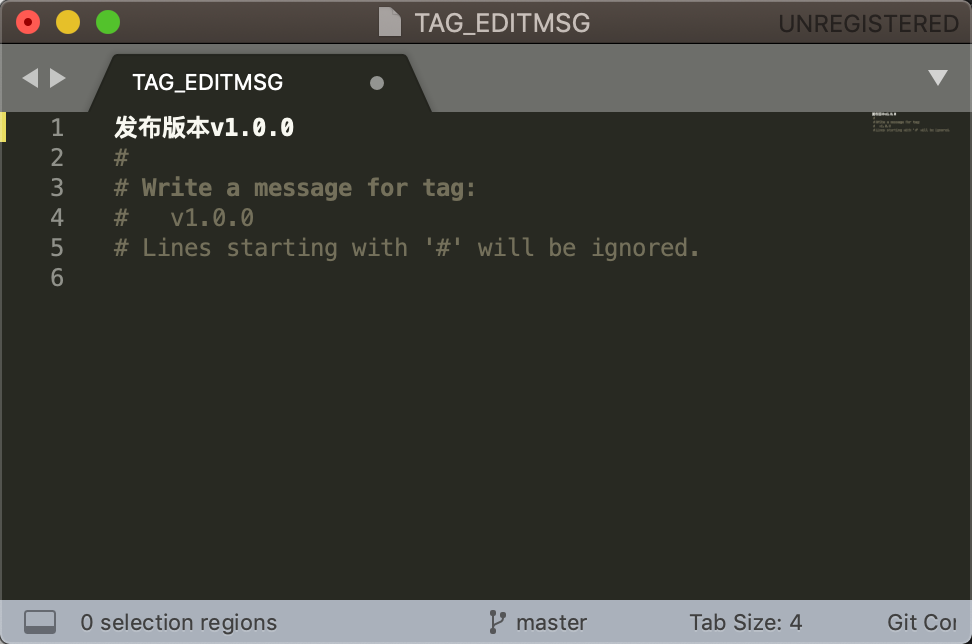 TAG_EDITMSG
UNREGISTERED
TAG_EDITMSG
1 发布版本v1.0.0
2 #
3 # Write a message for tag:
4 #   v1.0.0
5 # Lines starting with '#' will be ignored.
6
0 selection regions
master
Tab Size: 4
Git Cor